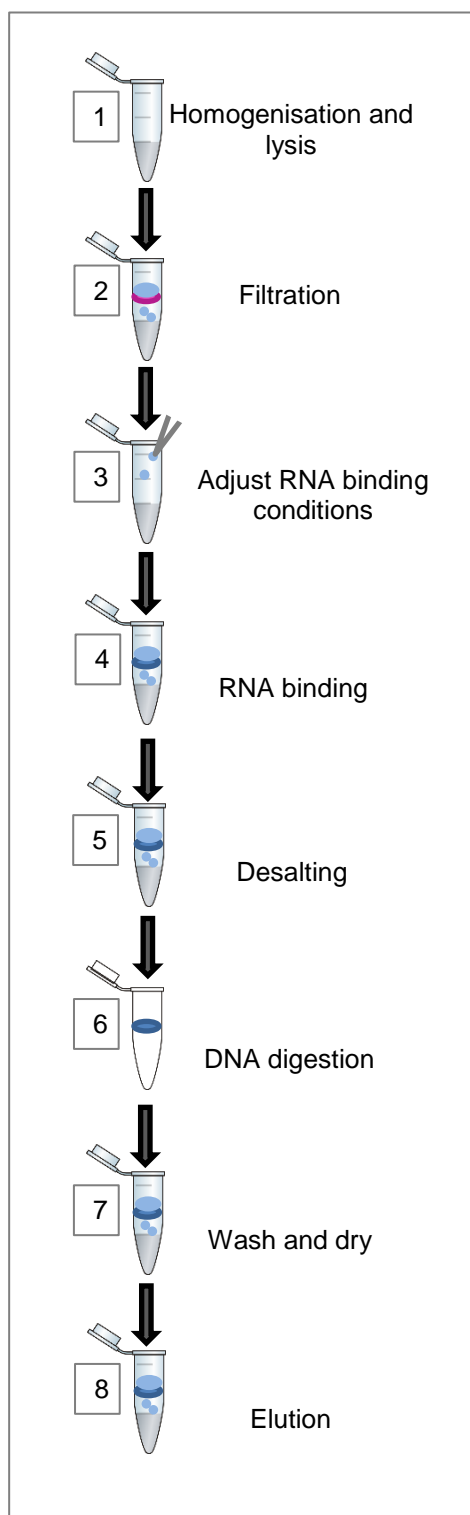 1
Homogenisation and
lysis
2
Filtration
3
Adjust RNA binding
conditions
4
RNA binding
5
Desalting
6
DNA digestion
7
Wash and dry
8
Elution